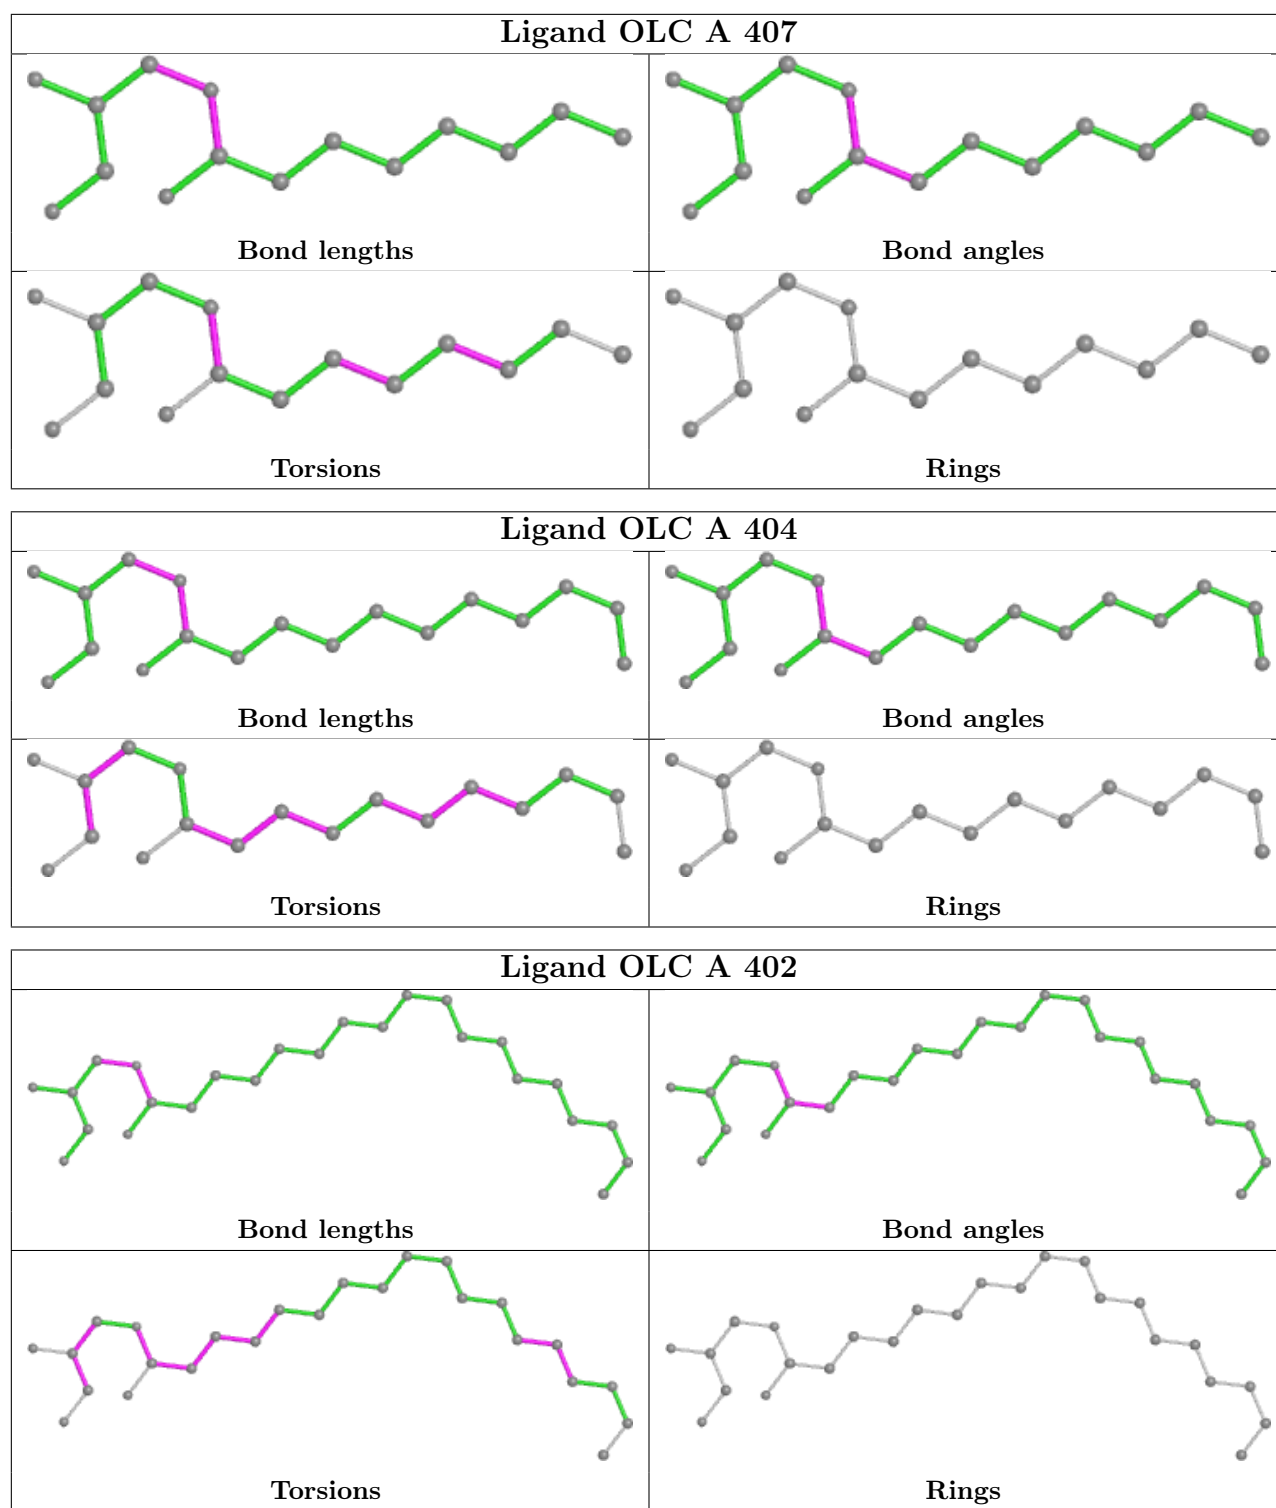 Ligand OLC A 407
Bond lengths
Bond angles
Torsions
Rings
Ligand OLC A 404
Bond lengths
Bond angles
Torsions
Rings
Ligand OLC A 402
Bond lengths
Bond angles
Torsions
Rings